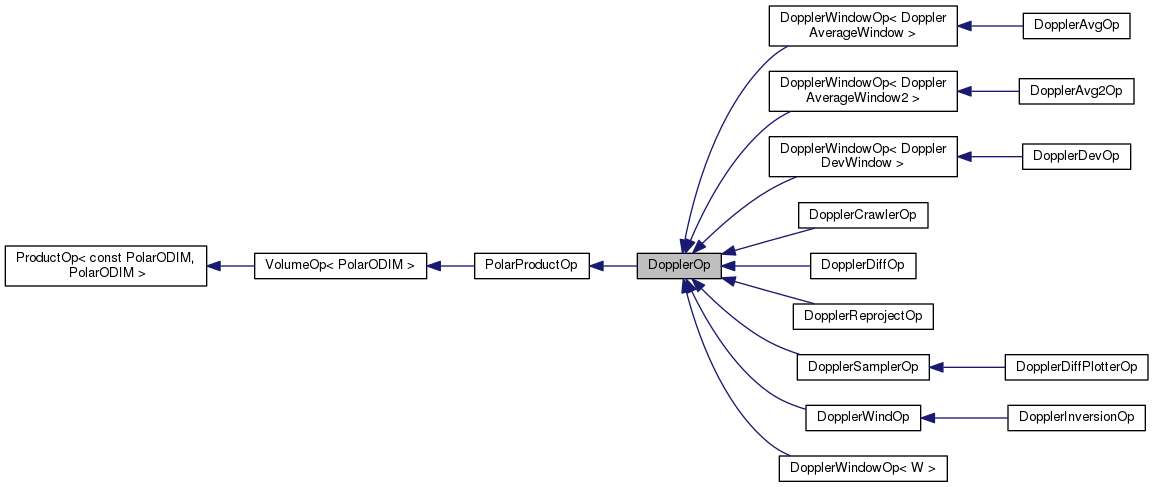 DopplerWindowOp< Doppler
AverageWindow >
DopplerAvgOp
DopplerWindowOp< Doppler
AverageWindow2 >
DopplerAvg2Op
DopplerWindowOp< Doppler
DevWindow >
DopplerDevOp
DopplerCrawlerOp
ProductOp< const PolarODIM,
PolarODIM >
VolumeOp< PolarODIM >
PolarProductOp
DopplerOp
DopplerDiffOp
DopplerReprojectOp
DopplerSamplerOp
DopplerDiffPlotterOp
DopplerWindOp
DopplerInversionOp
DopplerWindowOp< W >